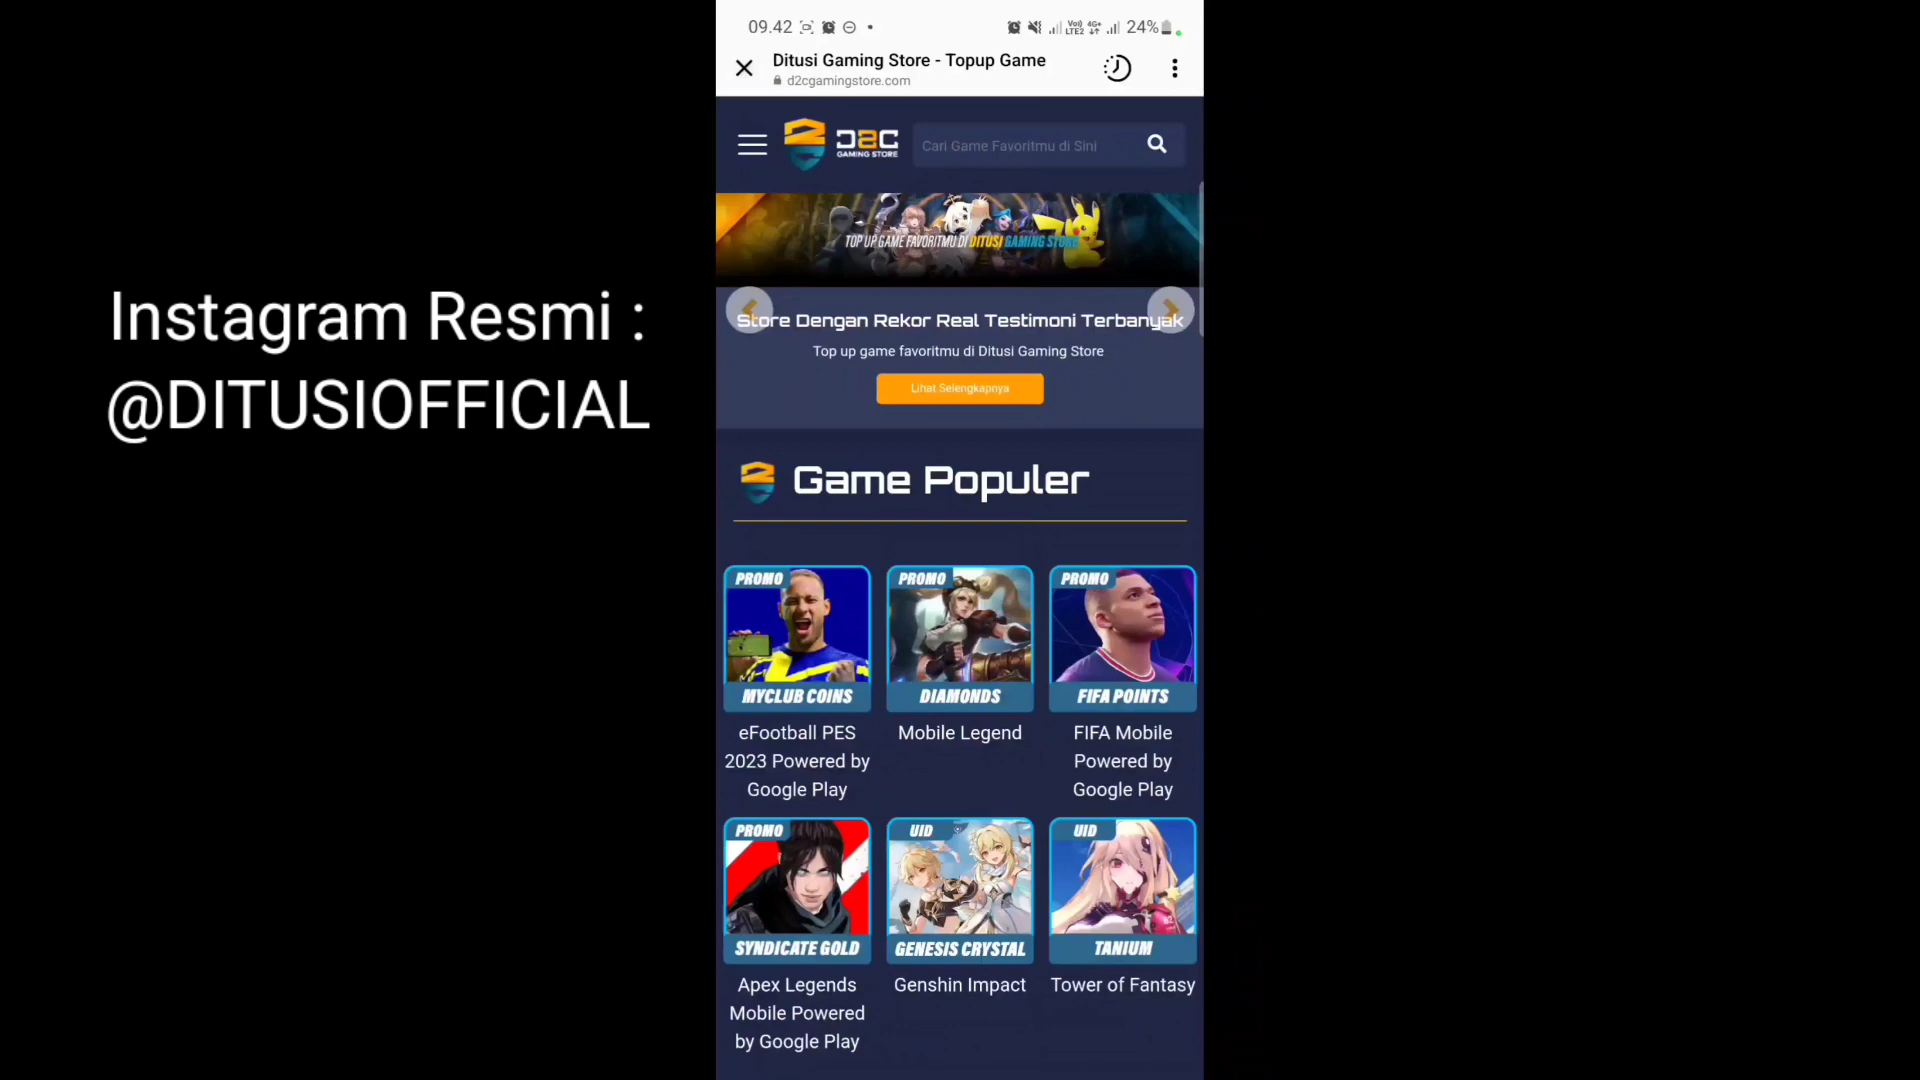 09.42
Vo))
LTE2
4G+
24%
Ditusi Gaming Store - Topup Game
d2cgamingstore.com
D2C
GAMING STORE
Cari Game Favoritmu di Sini
TOP UP GAME FAVORITMU DI DITUSI GAMING STORE
Store Dengan Rekor Real Testimoni Terbanyak
Top up game favoritmu di Ditusi Gaming Store
Lihat Selengkapnya
Instagram Resmi :
@DITUSIOFFICIAL
Game Populer
PROMO
MYCLUB COINS
eFootball PES
2023 Powered by
Google Play
PROMO
DIAMONDS
Mobile Legend
PROMO
FIFA POINTS
FIFA Mobile
Powered by
Google Play
PROMO
SYNDICATE GOLD
Apex Legends
Mobile Powered
by Google Play
UID
GENESIS CRYSTAL
Genshin Impact
UID
TANIUM
Tower of Fantasy